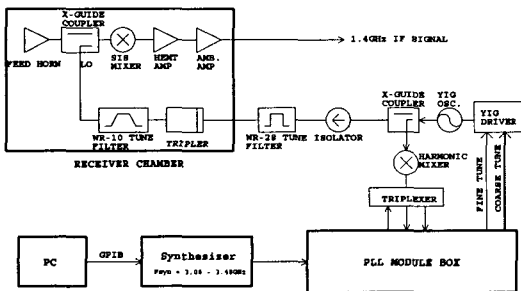 X-GUIDE
COUPLER
FEED HORN
LO
SIS
MIXER
HEMT
AMP
AMB.
AMP
1.4GHz IF SIGNAL
WR-10 TUNE
FILTER
TRIPLER
RECEIVER CHAMBER
WR-28 TUNE
FILTER
ISOLATOR
X-GUIDE
COUPLER
YIG
OSC.
YIG
DRIVER
HARMONIC
MIXER
TRIPLEXER
FINE TUNE
COARSE TUNE
PC
GPIB
Synthesizer
PLL MODULE BOX